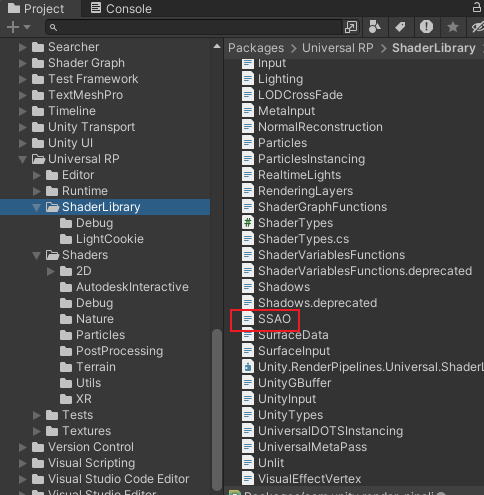 Project
Console
Packages > Universal RP > ShaderLibrary
Searcher
Shader Graph
Test Framework
TextMeshPro
Timeline
Unity Transport
Unity UI
Universal RP
Editor
Runtime
ShaderLibrary
Debug
LightCookie
Shaders
2D
AutodeskInteractive
Debug
Nature
Particles
PostProcessing
Terrain
Utils
XR
Tests
Textures
Version Control
Visual Scripting
Visual Studio Code Editor
Visual Studio Editor
Input
Lighting
LODCrossFade
MetaInput
NormalReconstruction
Particles
ParticlesInstancing
RealtimeLights
RenderingLayers
ShaderGraphFunctions
ShaderTypes
ShaderTypes.cs
ShaderVariablesFunctions
ShaderVariablesFunctions.deprecated
Shadows
Shadows.deprecated
SSAO
SurfaceData
SurfaceInput
Unity.RenderPipelines.Universal.ShaderL
UnityGBuffer
UnityInput
UnityTypes
UniversalDOTSInstancing
UniversalMetaPass
Unlit
VisualEffectVertex